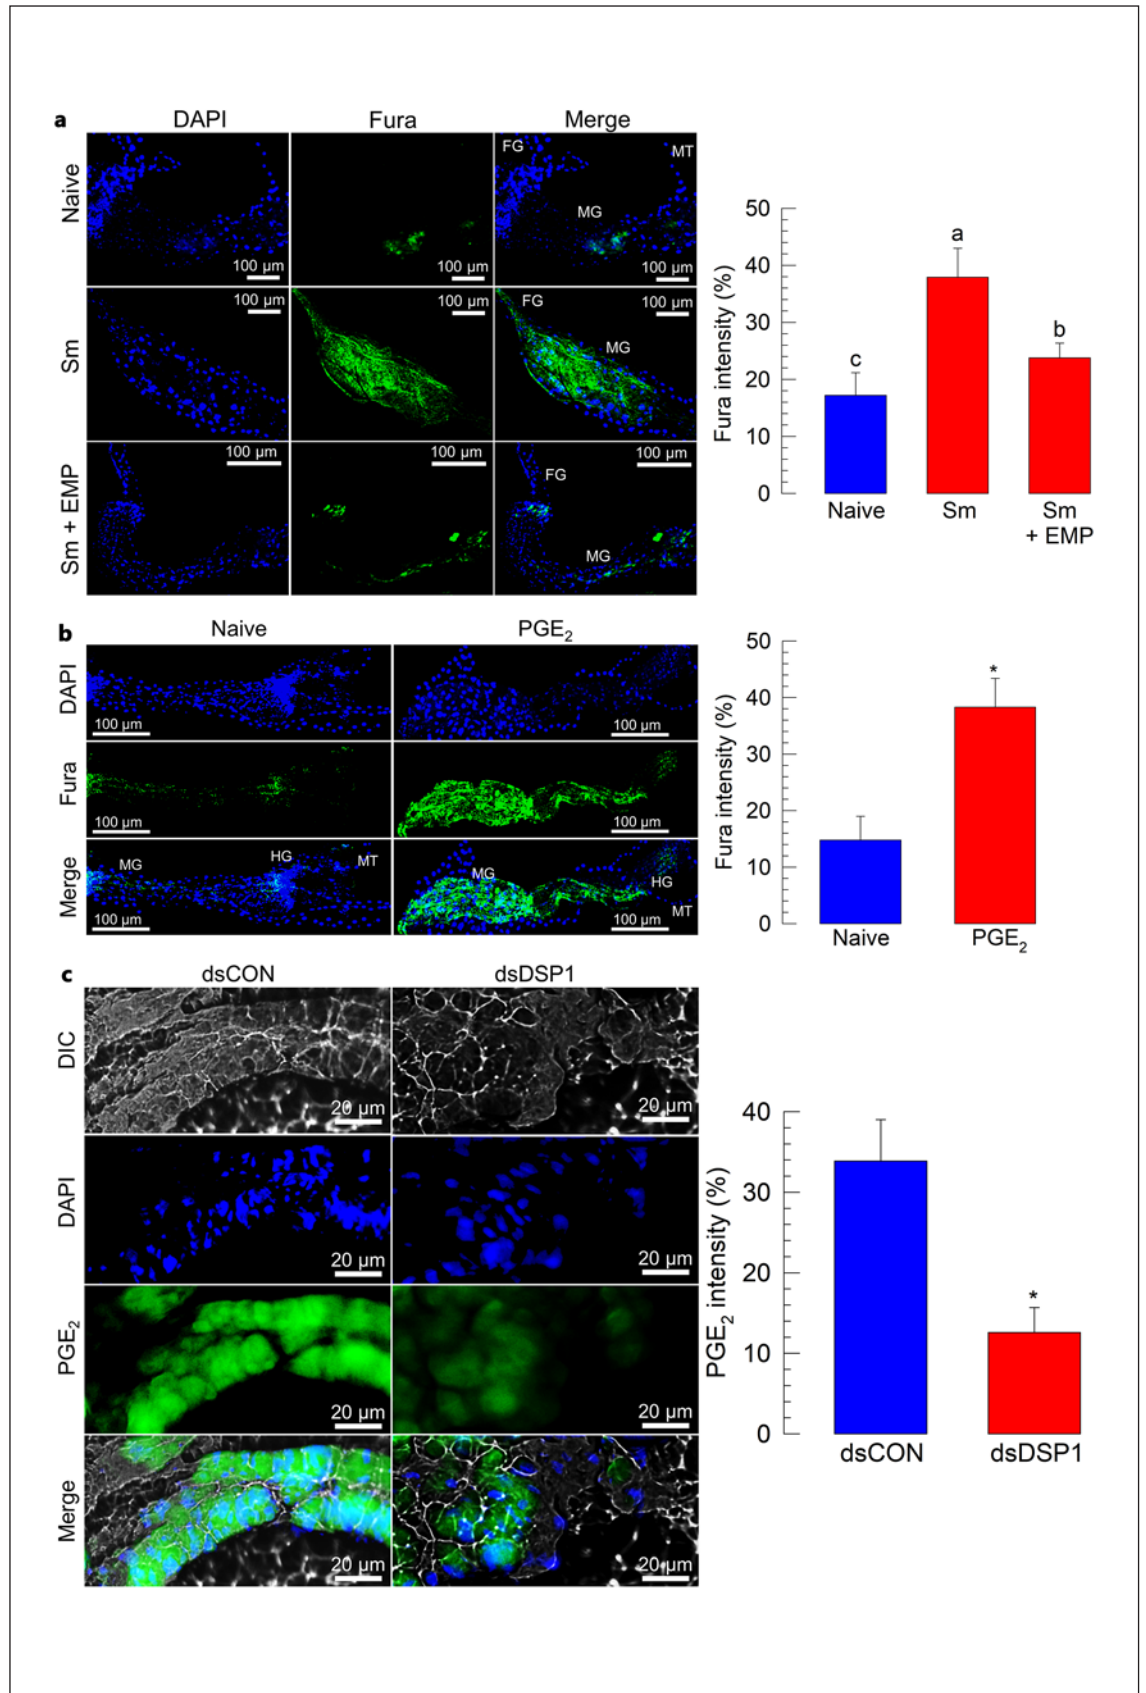 a
DAPI Fura Merge
Naive
FG MT
MG
100 µm 100 µm 100 µm
Sm
100 µm 100 µm 100 µm
FG
MG
Sm + EMP
100 µm 100 µm 100 µm
FG
MG
Fura intensity (%)
50
40
30
20
10
0
c a b
Naive Sm Sm
+ EMP
b
Naive PGE₂
DAPI
100 µm 100 µm
Fura
100 µm 100 µm
Merge
MG HG MT
100 µm
MG HG
MT
100 µm
Fura intensity (%)
50
40
30
20
10
0
*
Naive PGE₂
c
dsCON dsDSP1
DIC
20 µm 20 µm
DAPI
20 µm 20 µm
PGE₂
20 µm 20 µm
Merge
20 µm 20 µm
PGE₂ intensity (%)
40
30
20
10
0
*
dsCON dsDSP1